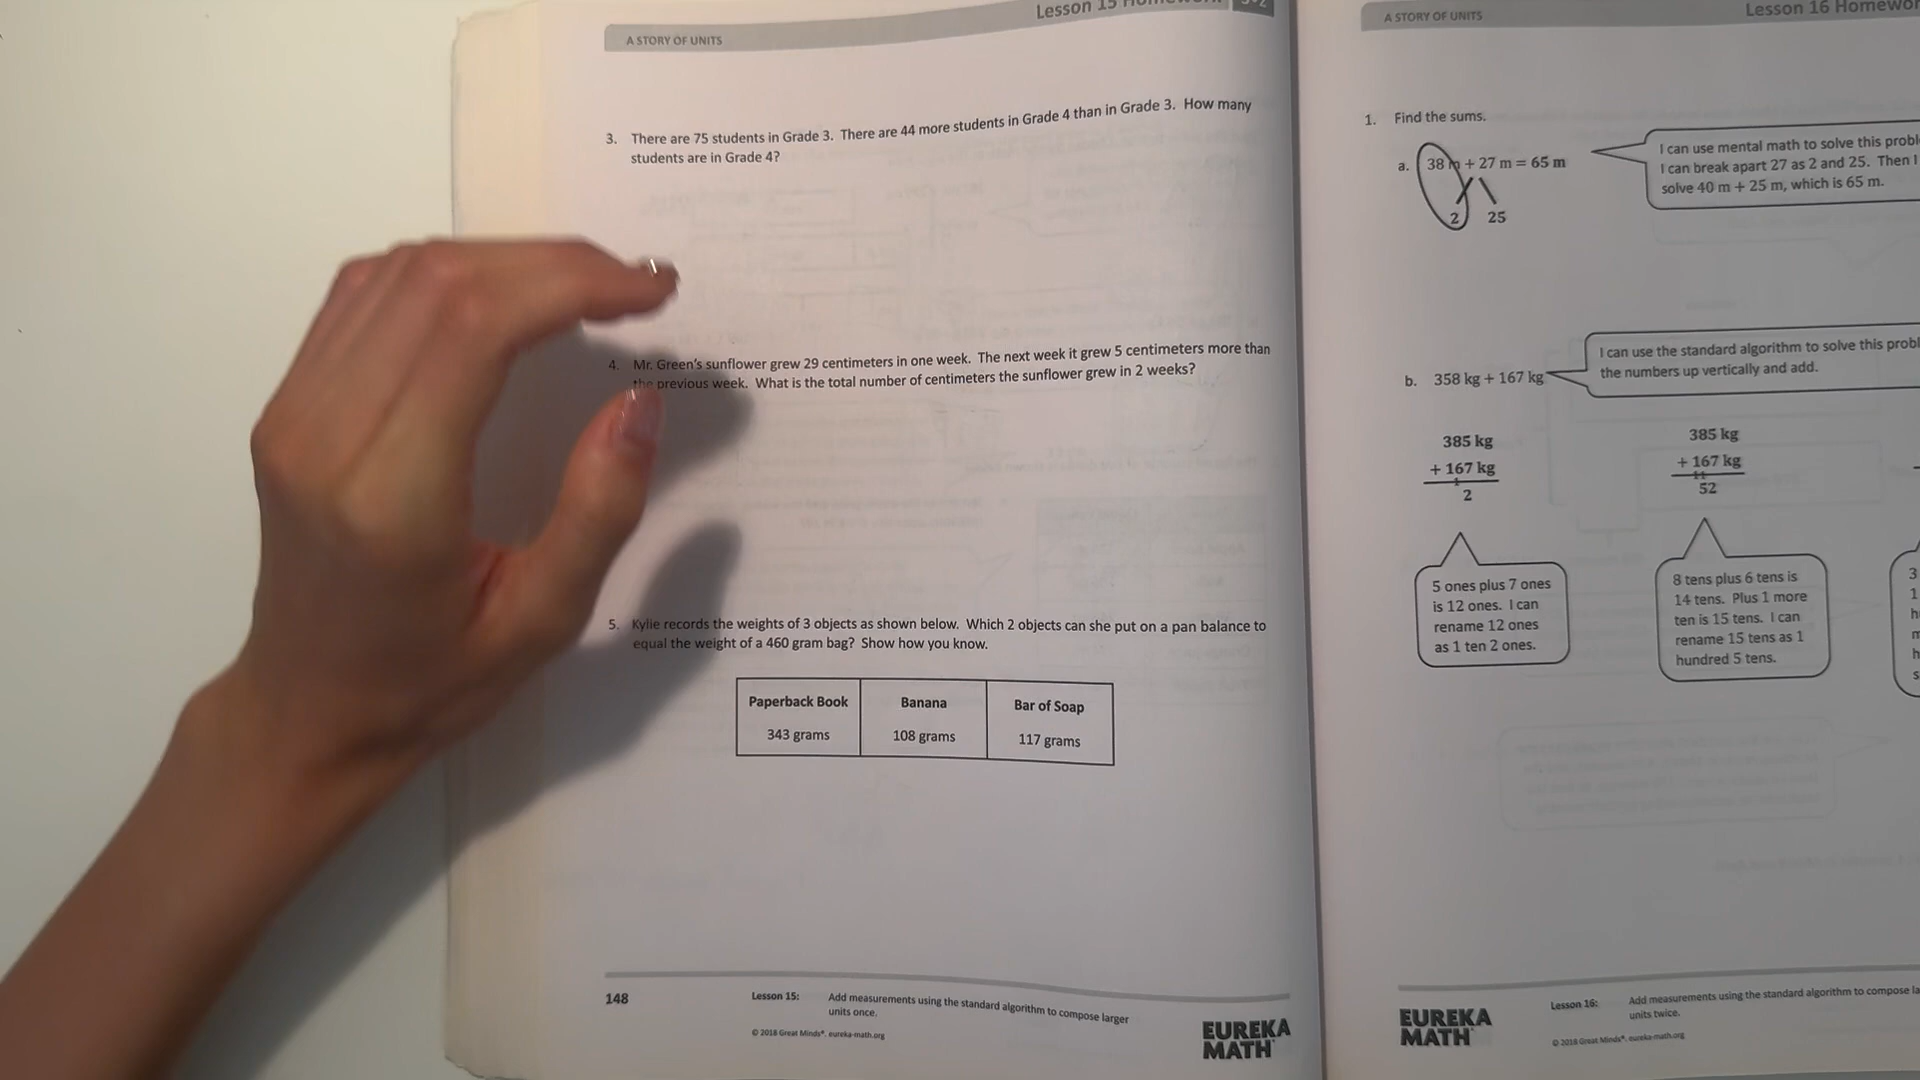 A STORY OF UNITS
Lesson 15
3. There are 75 students in Grade 3. There are 44 more students in Grade 4 than in Grade 3. How many
students are in Grade 4?
4. Mr. Green's sunflower grew 29 centimeters in one week. The next week it grew 5 centimeters more than
the previous week. What is the total number of centimeters the sunflower grew in 2 weeks?
5. Kylie records the weights of 3 objects as shown below. Which 2 objects can she put on a pan balance to
equal the weight of a 460 gram bag? Show how you know.
Paperback Book
343 grams
Banana
108 grams
Bar of Soap
117 grams
148
Lesson 15: Add measurements using the standard algorithm to compose larger
units once.
© 2018 Great Minds®. eureka-math.org
EUREKA
MATH
A STORY OF UNITS
Lesson 16 Homewor
1. Find the sums.
a. 38 m + 27 m = 65 m
2 25
I can use mental math to solve this probl
I can break apart 27 as 2 and 25. Then I
solve 40 m + 25 m, which is 65 m.
b. 358 kg + 167 kg
I can use the standard algorithm to solve this probl
the numbers up vertically and add.
385 kg
+ 167 kg
1
2
385 kg
+ 167 kg
1 1
52
5 ones plus 7 ones
is 12 ones. I can
rename 12 ones
as 1 ten 2 ones.
8 tens plus 6 tens is
14 tens. Plus 1 more
ten is 15 tens. I can
rename 15 tens as 1
hundred 5 tens.
EUREKA
MATH
Lesson 16: Add measurements using the standard algorithm to compose la
units twice.
© 2018 Great Minds®. eureka-math.org